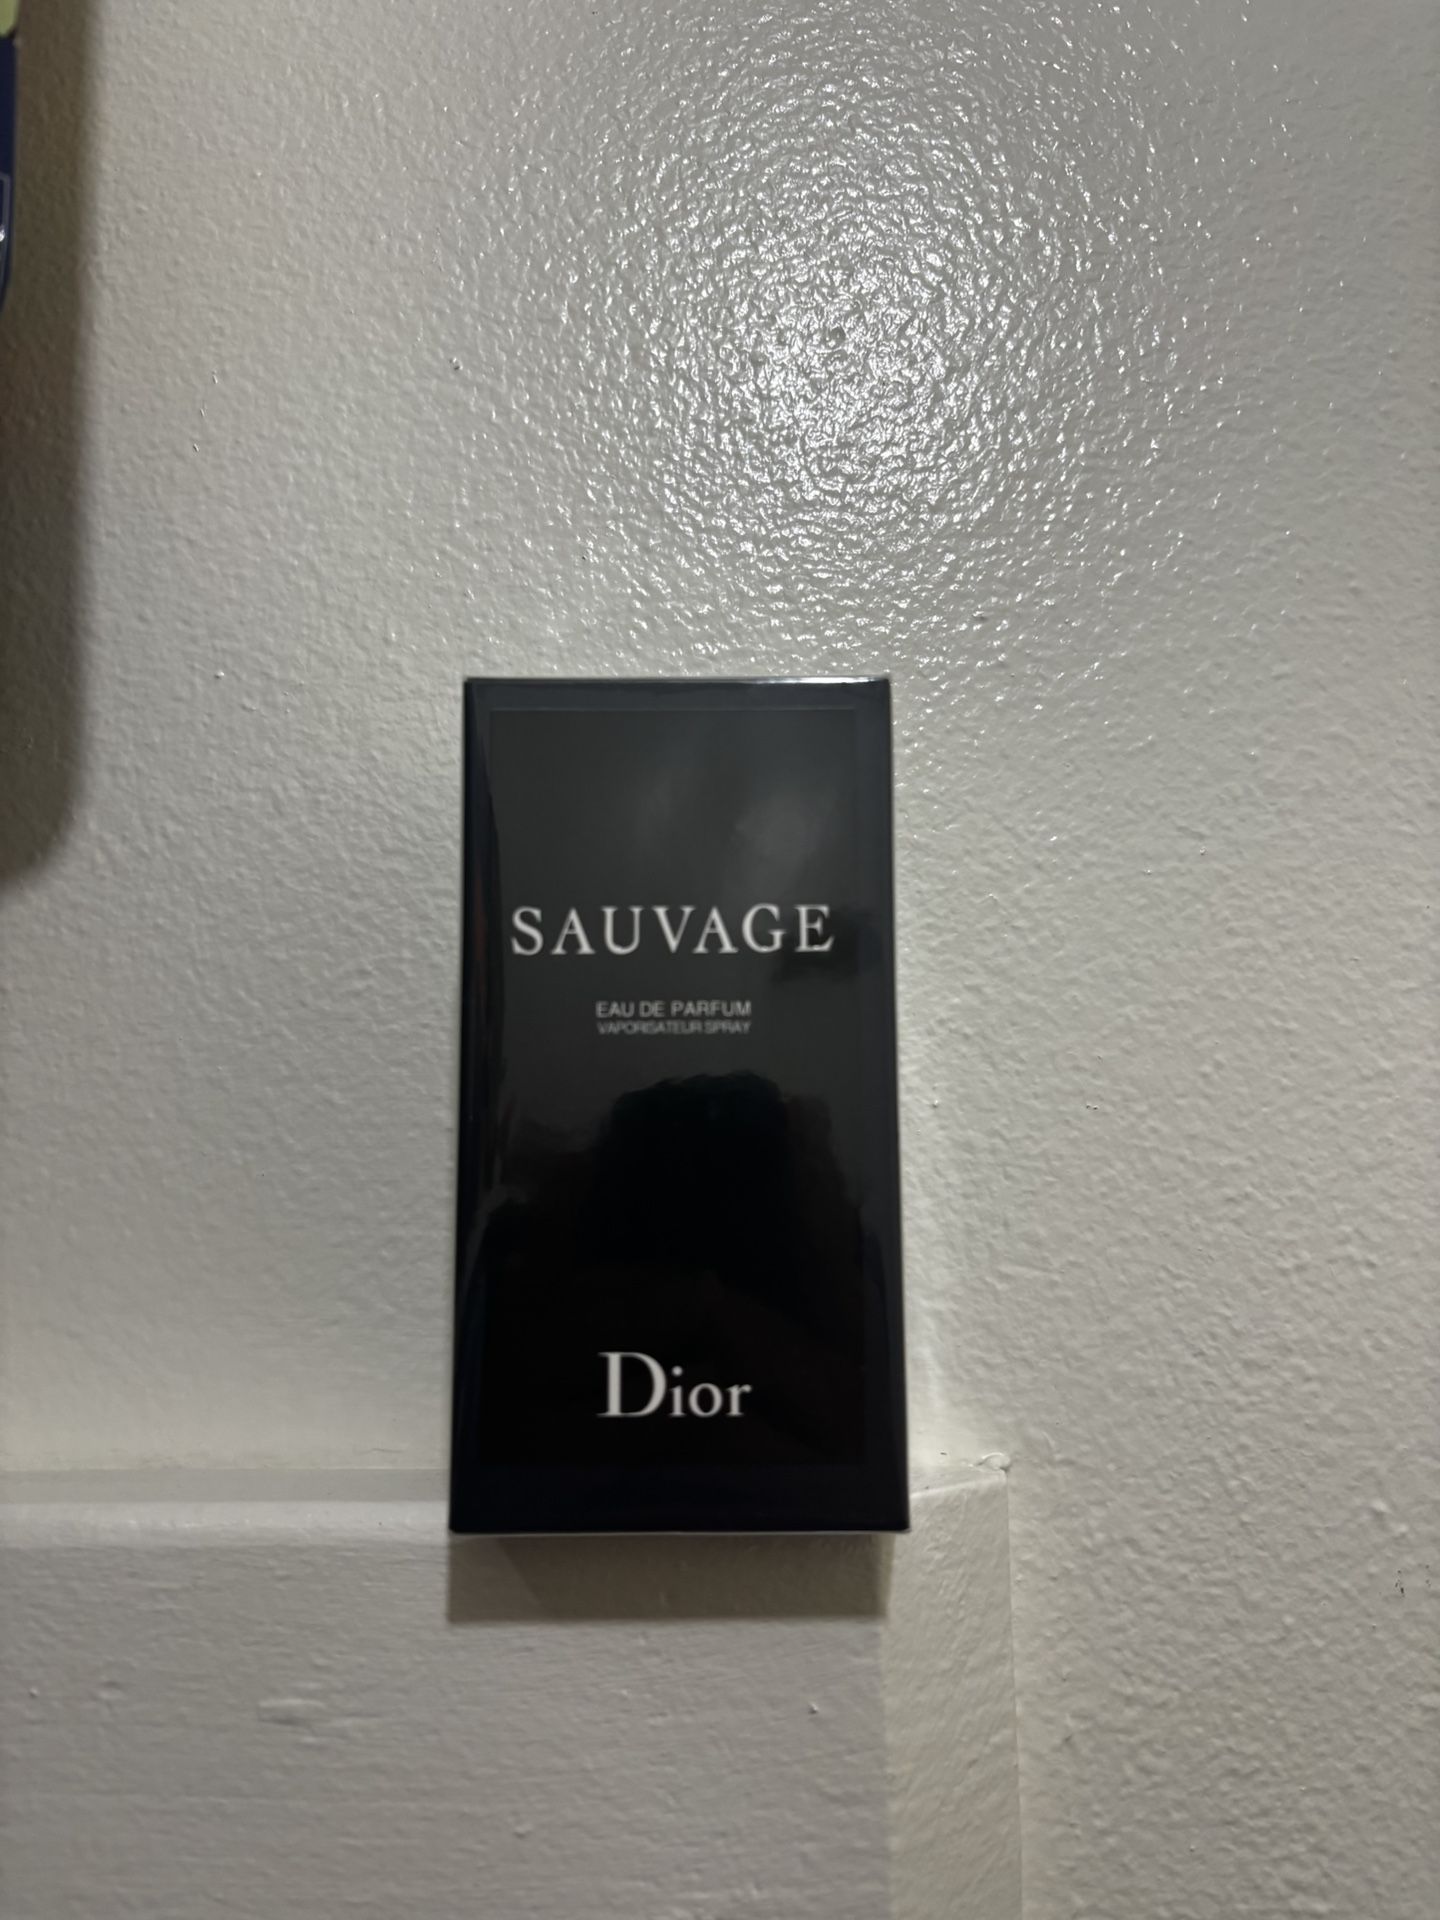 SAUVAGE
EAU DE PARFUM
VAPORISATEUR SPRAY
Dior